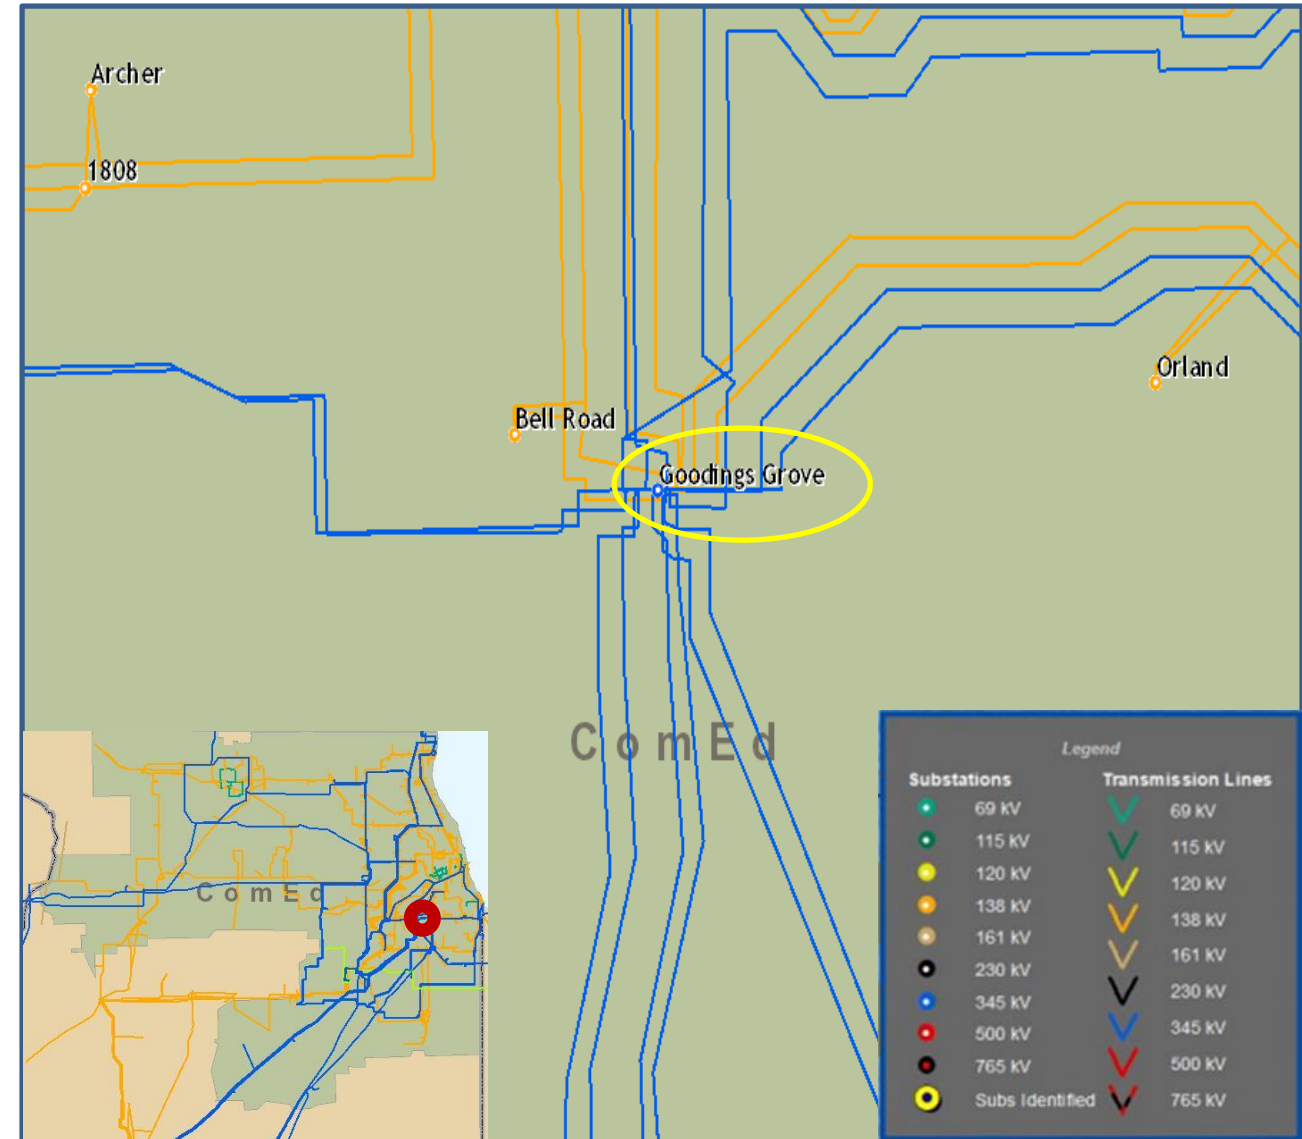 Archer
1808
Orland
Bell Road
Goodings Grove
ComEd
ComEd
Legend
Substations
Transmission Lines
69 kV
69 kV
115 kV
115 kV
120 kV
120 kV
138 kV
138 kV
161 kV
161 kV
230 kV
230 kV
345 kV
345 kV
500 kV
500 kV
765 kV
765 kV
Subs Identified